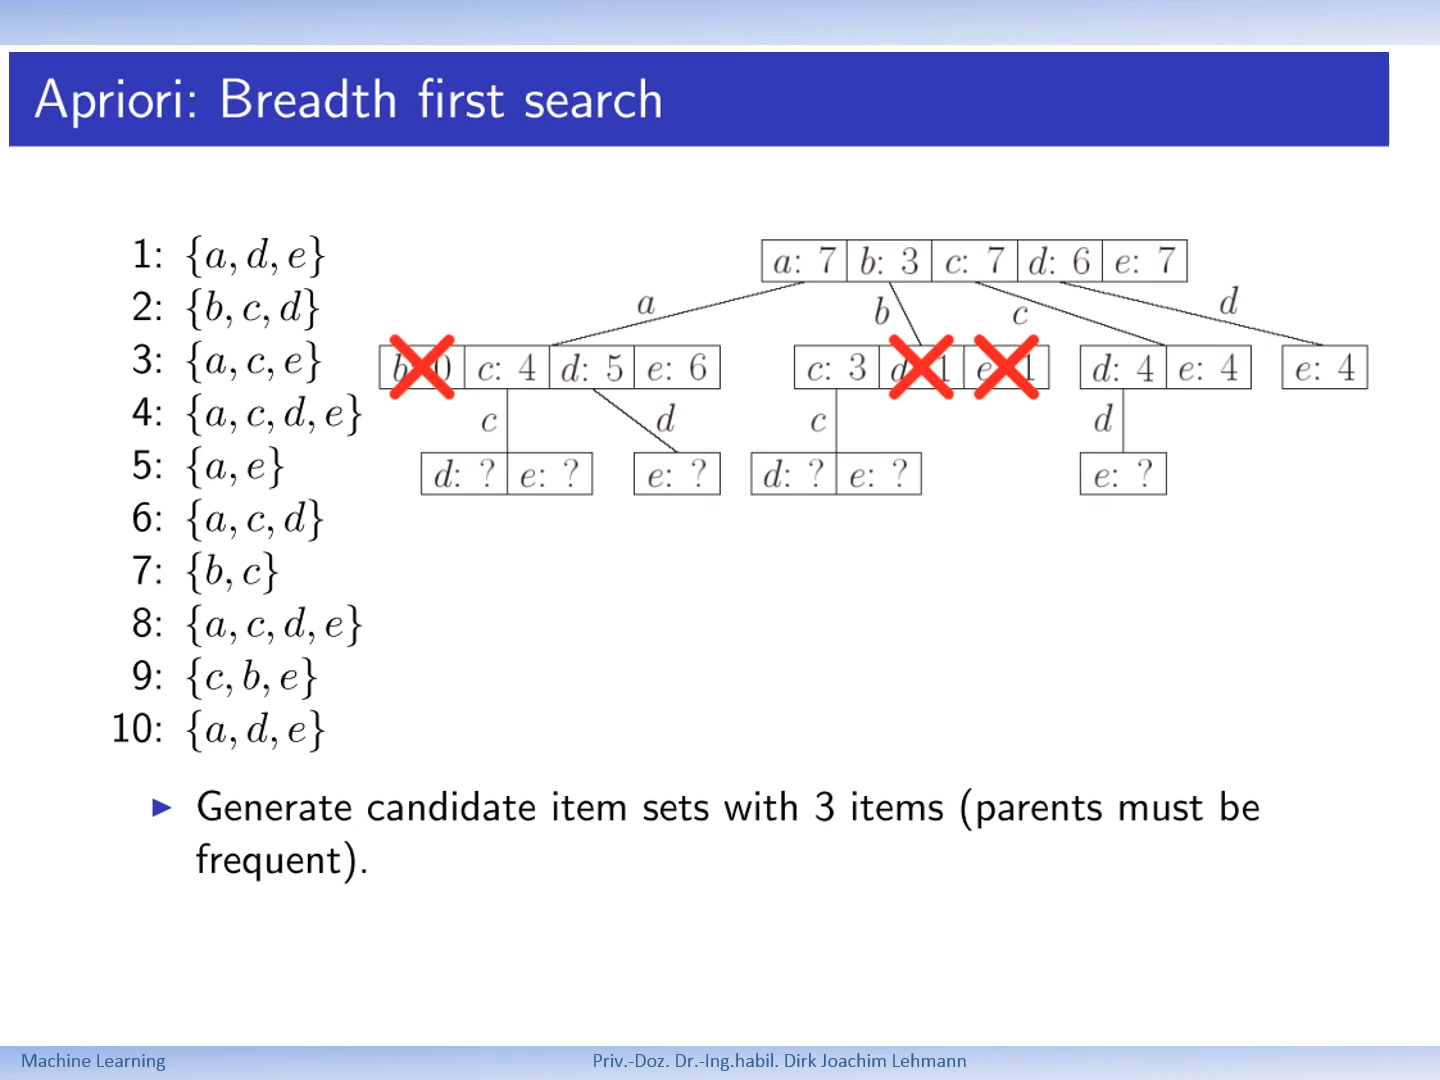 Apriori: Breadth first search
1: {a, d, e}
2: {b, c, d}
3: {a, c, e}
4: {a, c, d, e}
5: {a, e}
6: {a, c, d}
7: {b, c}
8: {a, c, d, e}
9: {c, b, e}
10: {a, d, e}
a: 7 b: 3 c: 7 d: 6 e: 7
a b c d
b: 0 c: 4 d: 5 e: 6 c: 3 d: 1 e: 1 d: 4 e: 4 e: 4
c d c d
d: ? e: ? e: ? d: ? e: ? e: ?
Generate candidate item sets with 3 items (parents must be
frequent).
Machine Learning Priv.-Doz. Dr.-Ing.habil. Dirk Joachim Lehmann